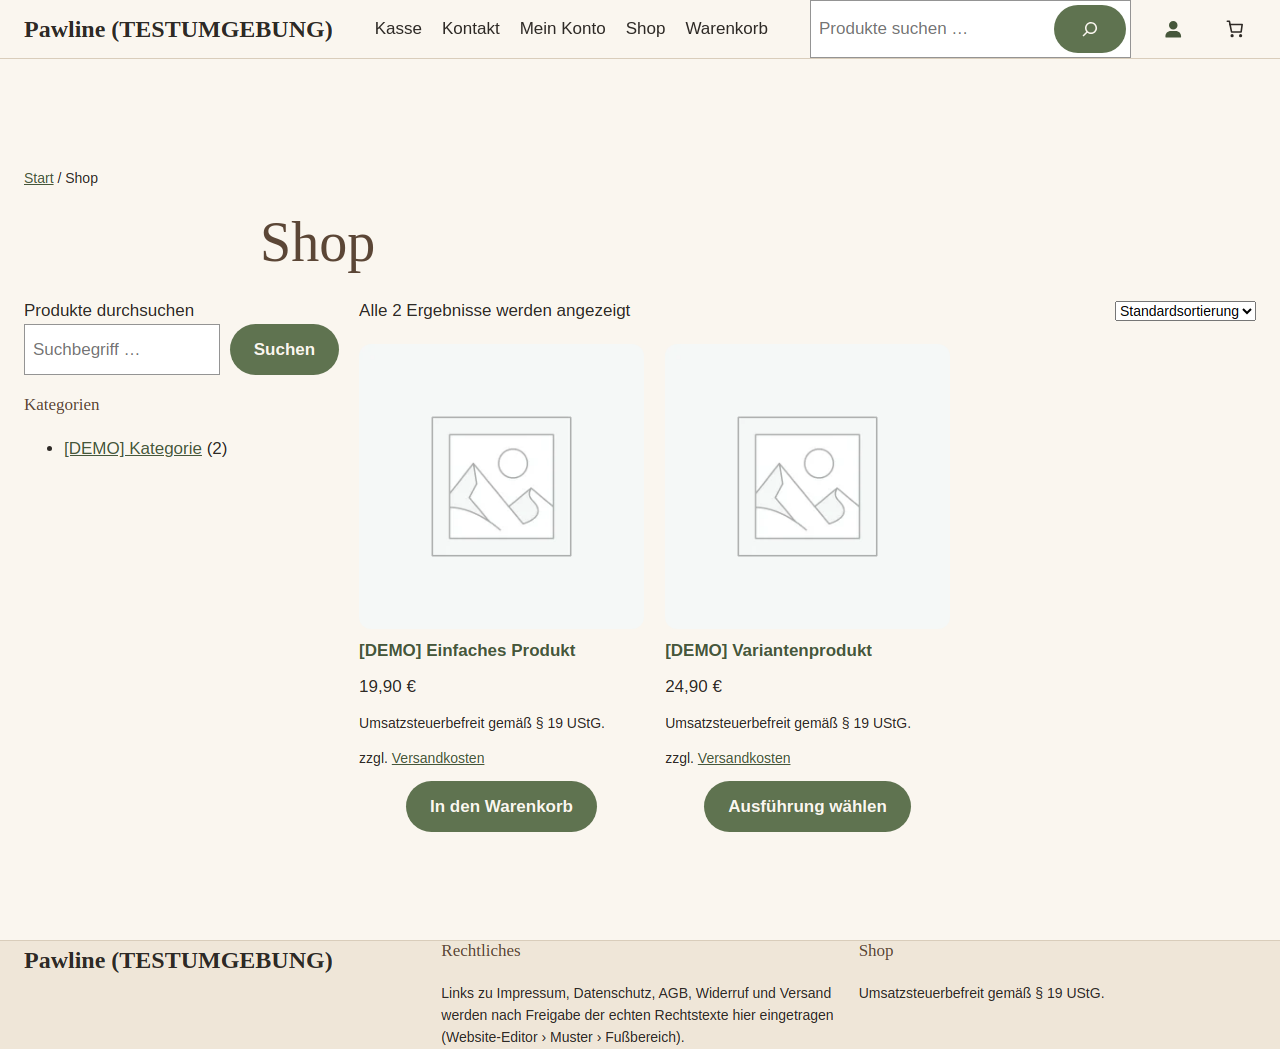 Pawline (TESTUMGEBUNG)
Kasse Kontakt Mein Konto Shop Warenkorb
Produkte suchen …
Start / Shop
Shop
Produkte durchsuchen
Suchbegriff …
Suchen
Kategorien
[DEMO] Kategorie (2)
Alle 2 Ergebnisse werden angezeigt
Standardsortierung
[DEMO] Einfaches Produkt
19,90 €
Umsatzsteuerbefreit gemäß § 19 UStG.
zzgl. Versandkosten
In den Warenkorb
[DEMO] Variantenprodukt
24,90 €
Umsatzsteuerbefreit gemäß § 19 UStG.
zzgl. Versandkosten
Ausführung wählen
Pawline (TESTUMGEBUNG)
Rechtliches
Links zu Impressum, Datenschutz, AGB, Widerruf und Versand
werden nach Freigabe der echten Rechtstexte hier eingetragen
(Website-Editor › Muster › Fußbereich).
Shop
Umsatzsteuerbefreit gemäß § 19 UStG.